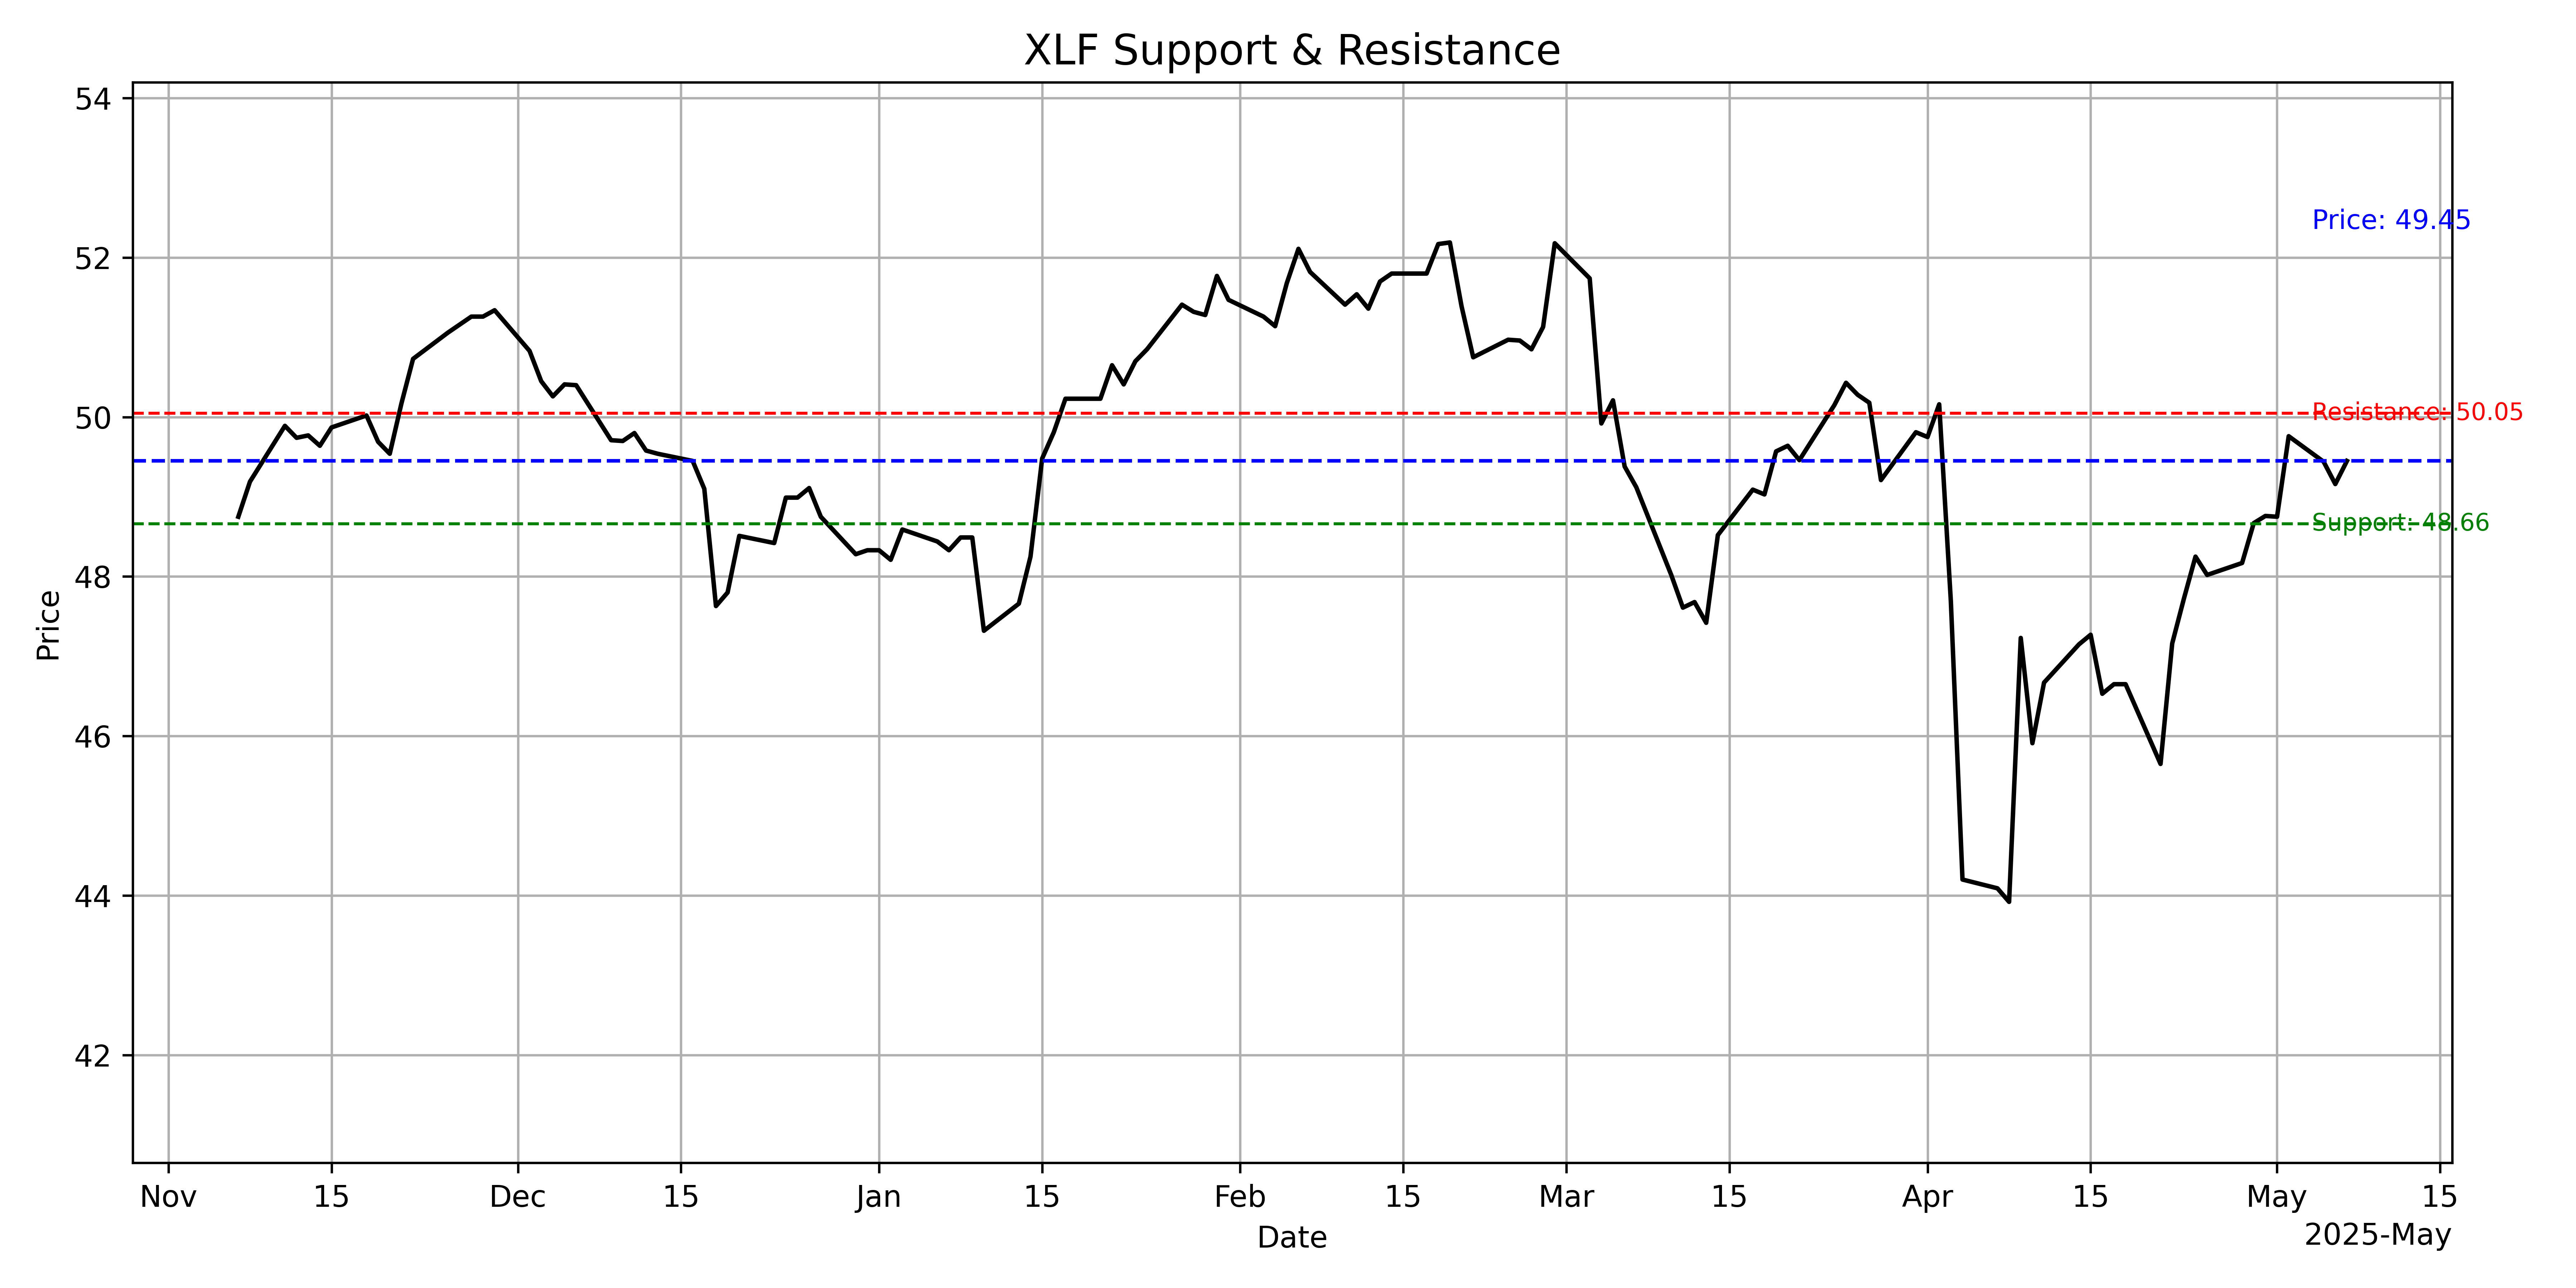 XLF Support & Resistance
54
52
50
48
46
44
42
Price
Price: 49.45
Resistance: 50.05
Support: 48.66
Nov 15 Dec 15 Jan 15 Feb 15 Mar 15 Apr 15 May 15
Date
2025-May